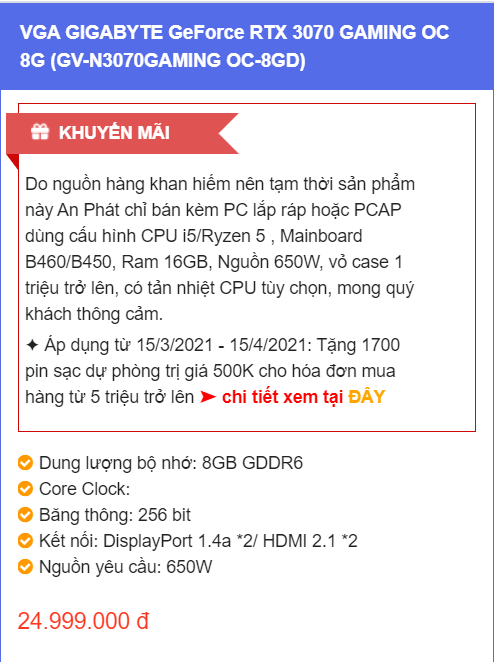 VGA GIGABYTE GeForce RTX 3070 GAMING OC
8G (GV-N3070GAMING OC-8GD)
KHUYẾN MÃI
Do nguồn hàng khan hiếm nên tạm thời sản phẩm
này An Phát chỉ bán kèm PC lắp ráp hoặc PCAP
dùng cấu hình CPU i5/Ryzen 5 , Mainboard
B460/B450, Ram 16GB, Nguồn 650W, vỏ case 1
triệu trở lên, có tản nhiệt CPU tùy chọn, mong quý
khách thông cảm.
✦ Áp dụng từ 15/3/2021 - 15/4/2021: Tặng 1700
pin sạc dự phòng trị giá 500K cho hóa đơn mua
hàng từ 5 triệu trở lên ➤ chi tiết xem tại ĐÂY
Dung lượng bộ nhớ: 8GB GDDR6
Core Clock:
Băng thông: 256 bit
Kết nối: DisplayPort 1.4a *2/ HDMI 2.1 *2
Nguồn yêu cầu: 650W
24.999.000 đ